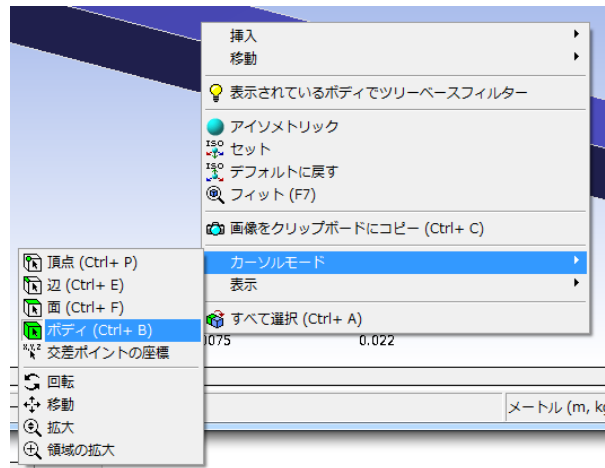 挿入
移動
表示されているボディでツリーベースフィルター
アイソメトリック
ISO セット
ISO デフォルトに戻す
フィット (F7)
画像をクリップボードにコピー (Ctrl+ C)
カーソルモード
表示
すべて選択 (Ctrl+ A)
頂点 (Ctrl+ P)
辺 (Ctrl+ E)
面 (Ctrl+ F)
ボディ (Ctrl+ B)
x,y,z 交差ポイントの座標
回転
移動
拡大
領域の拡大
0075 0.022
メートル (m, k